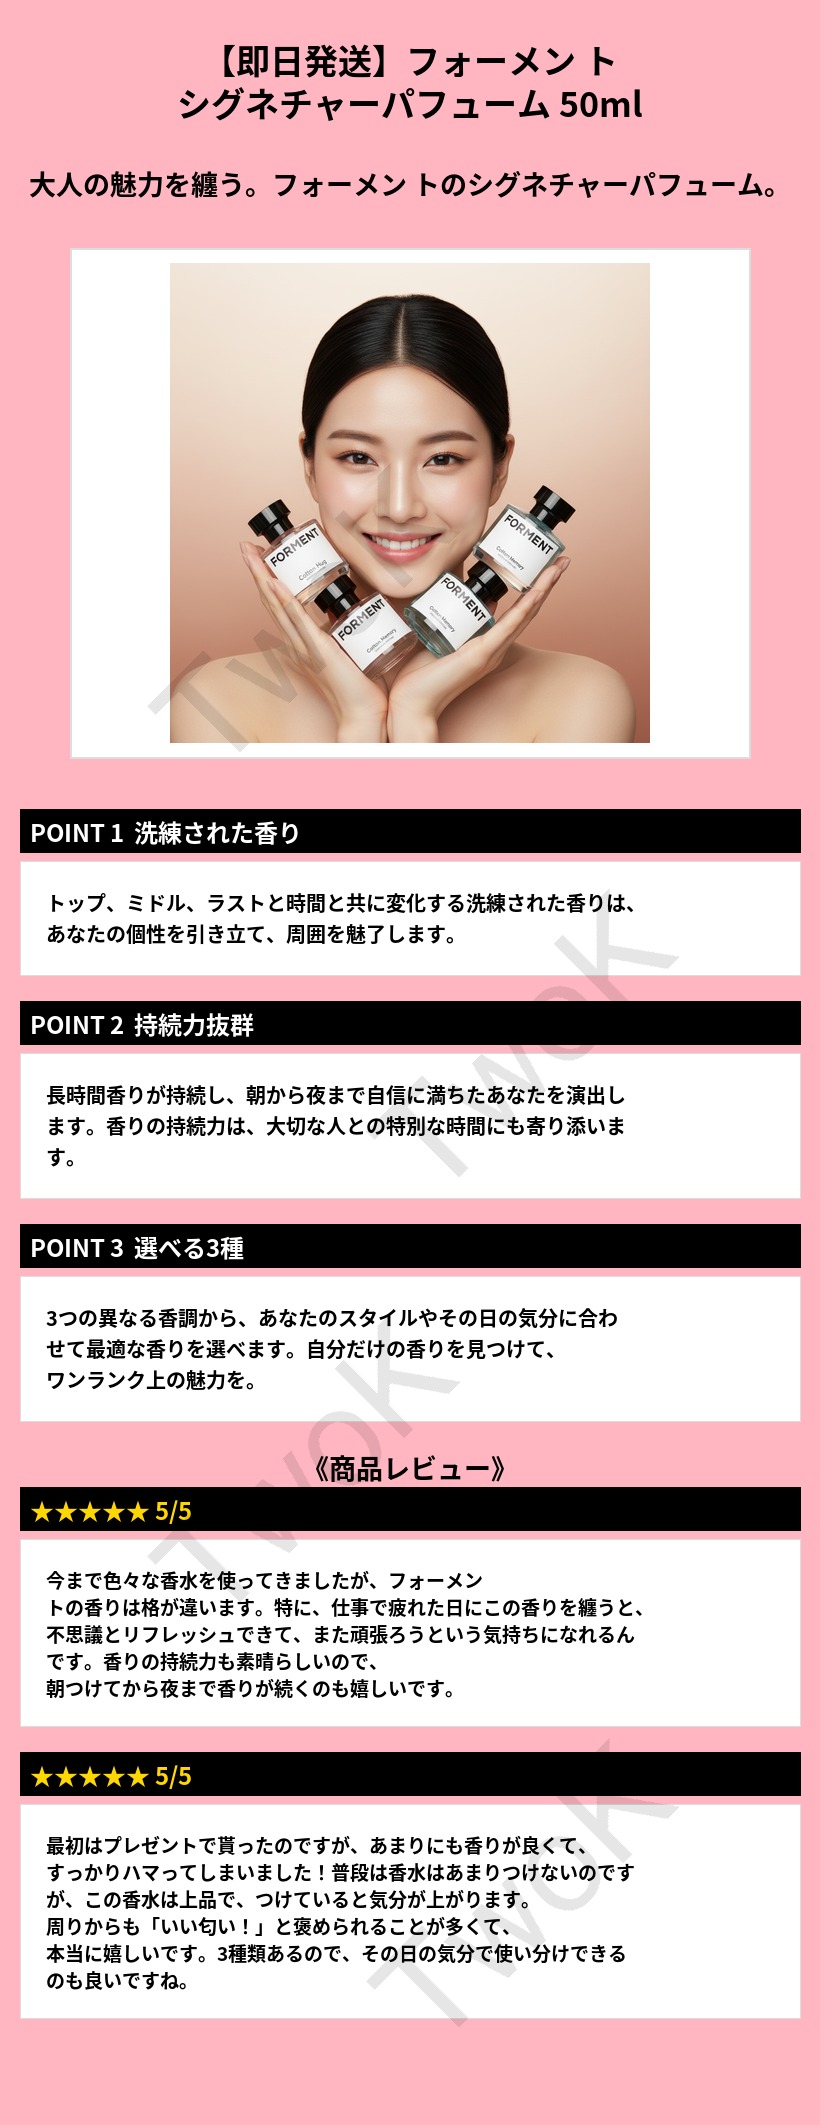 【即日発送】フォーメン ト
シグネチャーパフューム 50ml
大人の魅力を纏う。フォーメン トのシグネチャーパフューム。
FORMENT
Cotton Hug
FORMENT
Cotton Memory
FORMENT
Cotton Memory
FORMENT
Cotton Memory
POINT 1 洗練された香り
トップ、ミドル、ラストと時間と共に変化する洗練された香りは、
あなたの個性を引き立て、周囲を魅了します。
POINT 2 持続力抜群
長時間香りが持続し、朝から夜まで自信に満ちたあなたを演出し
ます。香りの持続力は、大切な人との特別な時間にも寄り添いま
す。
POINT 3 選べる3種
3つの異なる香調から、あなたのスタイルやその日の気分に合わ
せて最適な香りを選べます。自分だけの香りを見つけて、
ワンランク上の魅力を。
《商品レビュー》
★★★★★ 5/5
今まで色々な香水を使ってきましたが、フォーメン
トの香りは格が違います。特に、仕事で疲れた日にこの香りを纏うと、
不思議とリフレッシュできて、また頑張ろうという気持ちになれるん
です。香りの持続力も素晴らしいので、
朝つけてから夜まで香りが続くのも嬉しいです。
★★★★★ 5/5
最初はプレゼントで貰ったのですが、あまりにも香りが良くて、
すっかりハマってしまいました！普段は香水はあまりつけないのです
が、この香水は上品で、つけていると気分が上がります。
周りからも「いい匂い！」と褒められることが多くて、
本当に嬉しいです。3種類あるので、その日の気分で使い分けできる
のも良いですね。
TwoK
TwoK
TwoK
TwoK